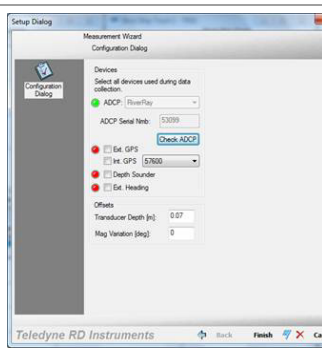 Setup Dialog
Measurement Wizard
Configuration Dialog
Configuration
Dialog
Devices
Select all devices used during data
collection.
ADCP: RiverRay
ADCP Serial Nmb: 53099
Check ADCP
Ext. GPS
Int. GPS 57600
Depth Sounder
Ext. Heading
Offsets
Transducer Depth [m]: 0.07
Mag Variation [deg]: 0
Teledyne RD Instruments
Back Finish Ca